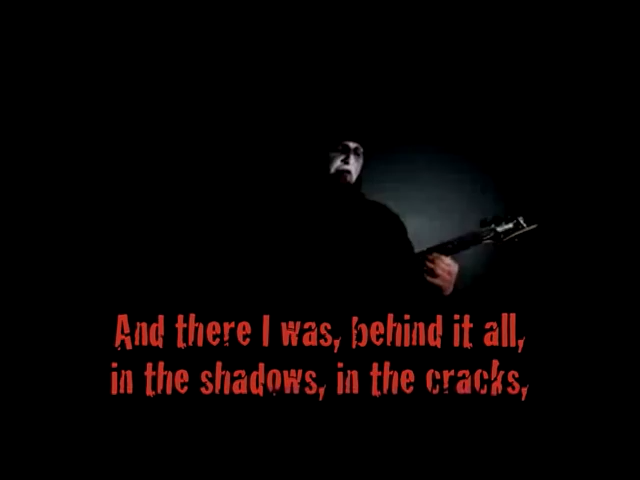 And there I was, behind it all,
in the shadows, in the cracks,